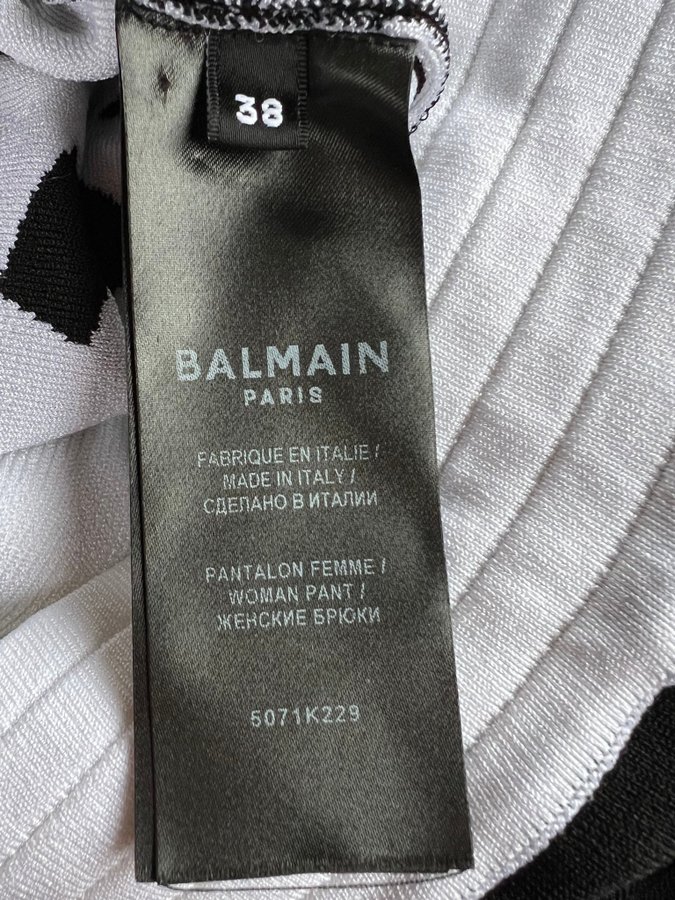 38
BALMAIN
PARIS
FABRIQUE EN ITALIE /
MADE IN ITALY /
СДЕЛАНО В ИТАЛИИ
PANTALON FEMME /
WOMAN PANT /
ЖЕНСКИЕ БРЮКИ
5071K229